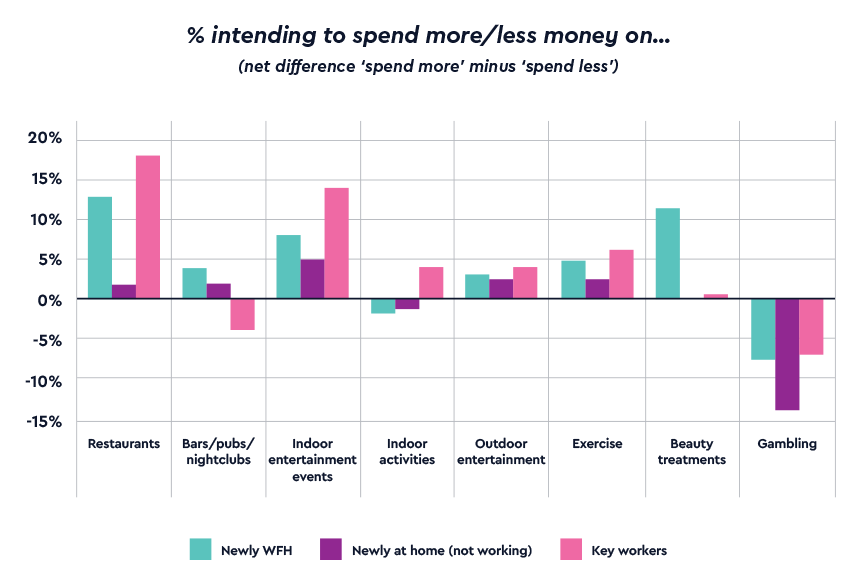 % intending to spend more/less money on...
(net difference ‘spend more’ minus ‘spend less’)
20%
15%
10%
5%
0%
-5%
-10%
-15%
Restaurants
Bars/pubs/
nightclubs
Indoor
entertainment
events
Indoor
activities
Outdoor
entertainment
Exercise
Beauty
treatments
Gambling
Newly WFH
Newly at home (not working)
Key workers